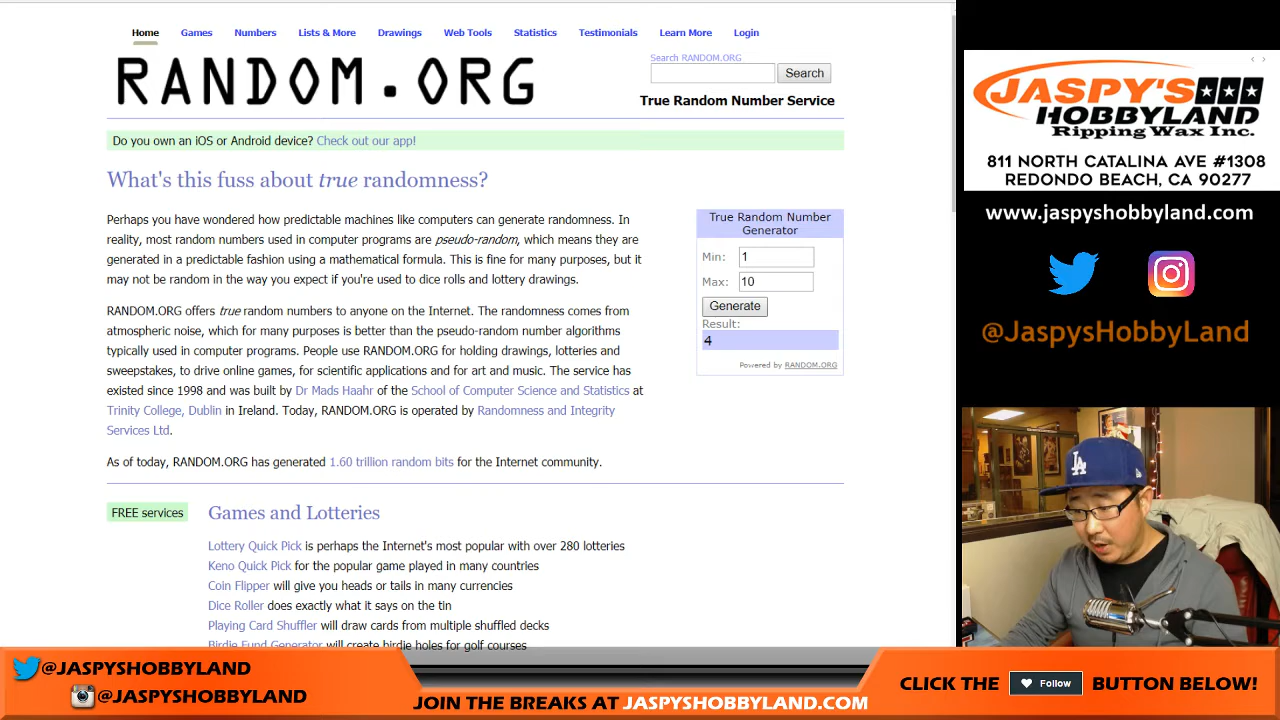 Home Games Numbers Lists & More Drawings Web Tools Statistics Testimonials Learn More Login
RANDOM.ORG
Search RANDOM.ORG
Search
True Random Number Service
Do you own an iOS or Android device? Check out our app!
What's this fuss about true randomness?
Perhaps you have wondered how predictable machines like computers can generate randomness. In
reality, most random numbers used in computer programs are pseudo-random, which means they are
generated in a predictable fashion using a mathematical formula. This is fine for many purposes, but it
may not be random in the way you expect if you're used to dice rolls and lottery drawings.
RANDOM.ORG offers true random numbers to anyone on the Internet. The randomness comes from
atmospheric noise, which for many purposes is better than the pseudo-random number algorithms
typically used in computer programs. People use RANDOM.ORG for holding drawings, lotteries and
sweepstakes, to drive online games, for scientific applications and for art and music. The service has
existed since 1998 and was built by Dr Mads Haahr of the School of Computer Science and Statistics at
Trinity College, Dublin in Ireland. Today, RANDOM.ORG is operated by Randomness and Integrity
Services Ltd.
As of today, RANDOM.ORG has generated 1.60 trillion random bits for the Internet community.
True Random Number
Generator
Min: 1
Max: 10
Generate
Result:
4
Powered by RANDOM.ORG
FREE services
Games and Lotteries
Lottery Quick Pick is perhaps the Internet's most popular with over 280 lotteries
Keno Quick Pick for the popular game played in many countries
Coin Flipper will give you heads or tails in many currencies
Dice Roller does exactly what it says on the tin
Playing Card Shuffler will draw cards from multiple shuffled decks
Birdie Fund Generator will create birdie holes for golf courses
JASPY'S
HOBBYLAND
Ripping Wax Inc.
811 NORTH CATALINA AVE #1308
REDONDO BEACH, CA 90277
www.jaspyshobbyland.com
@JaspysHobbyLand
LA
@JASPYSHOBBYLAND
@JASPYSHOBBYLAND
JOIN THE BREAKS AT JASPYSHOBBYLAND.COM
CLICK THE Follow BUTTON BELOW!